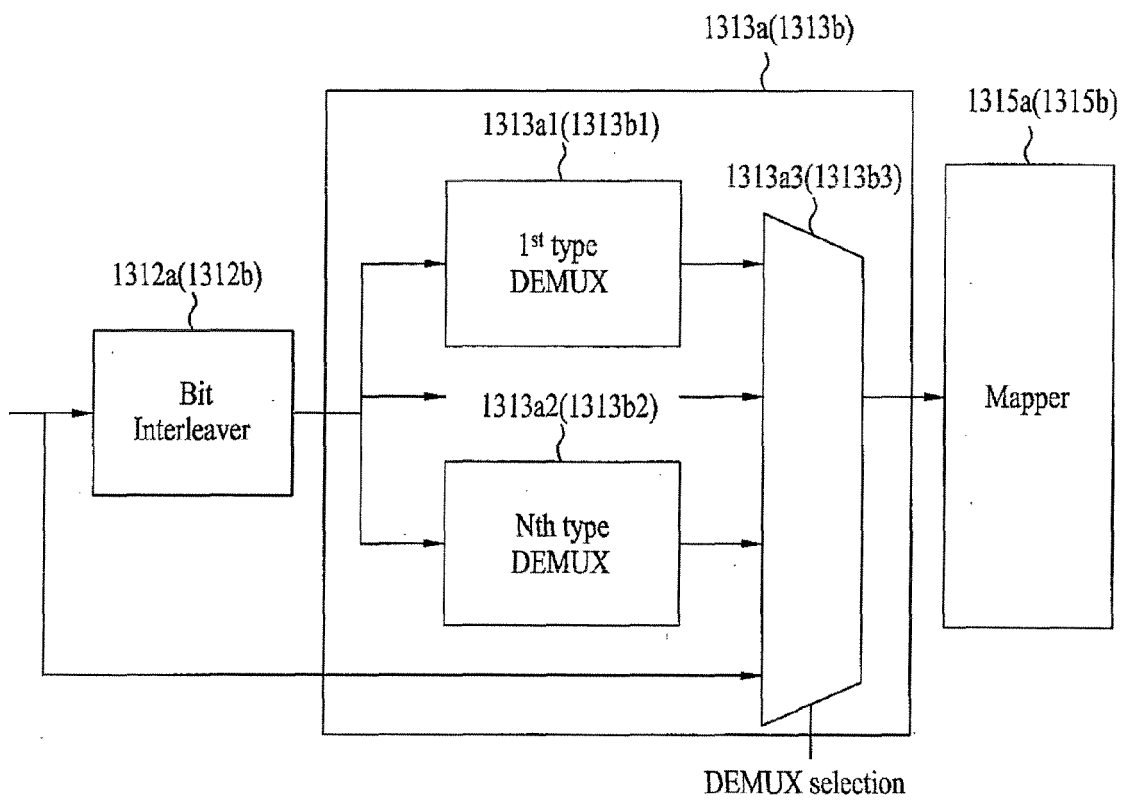 1313a(1313b)
1315a(1315b)
1313a1(1313b1)
1313a3(1313b3)
1st type
DEMUX
1312a(1312b)
Bit
Interleaver
1313a2(1313b2)
Mapper
Nth type
DEMUX
DEMUX selection